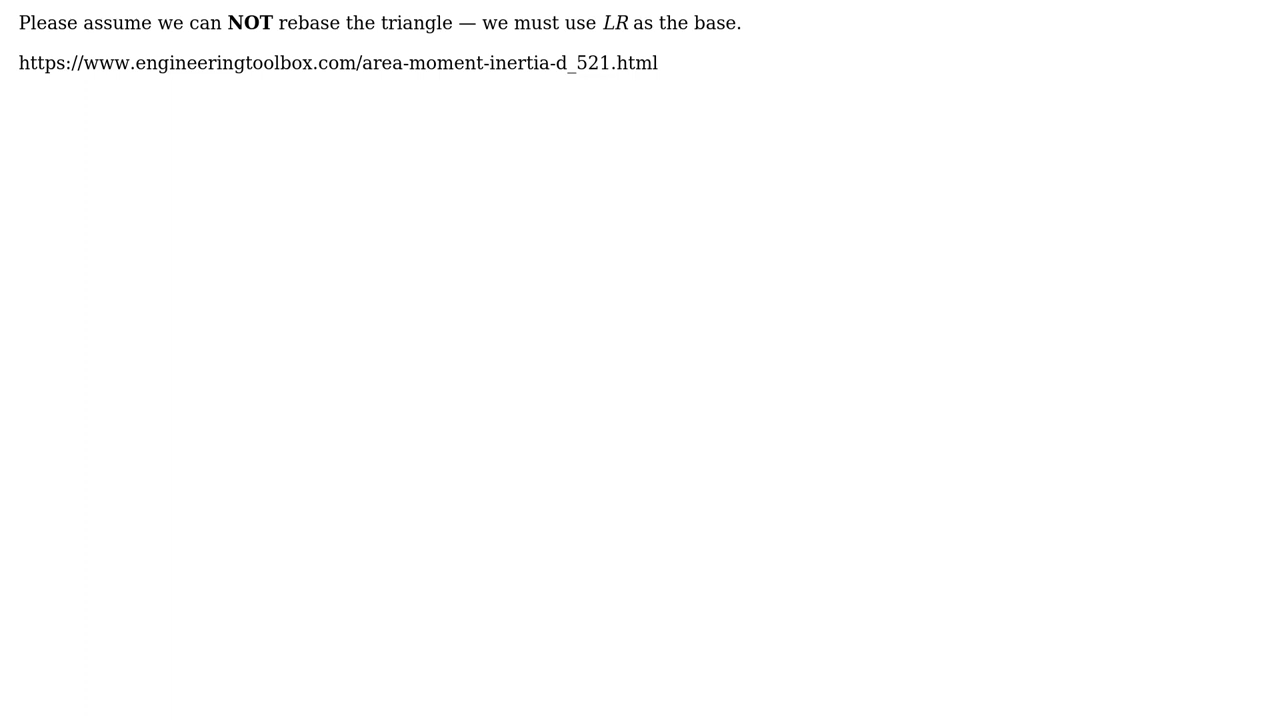 Please assume we can NOT rebase the triangle — we must use LR as the base.
https://www.engineeringtoolbox.com/area-moment-inertia-d_521.html